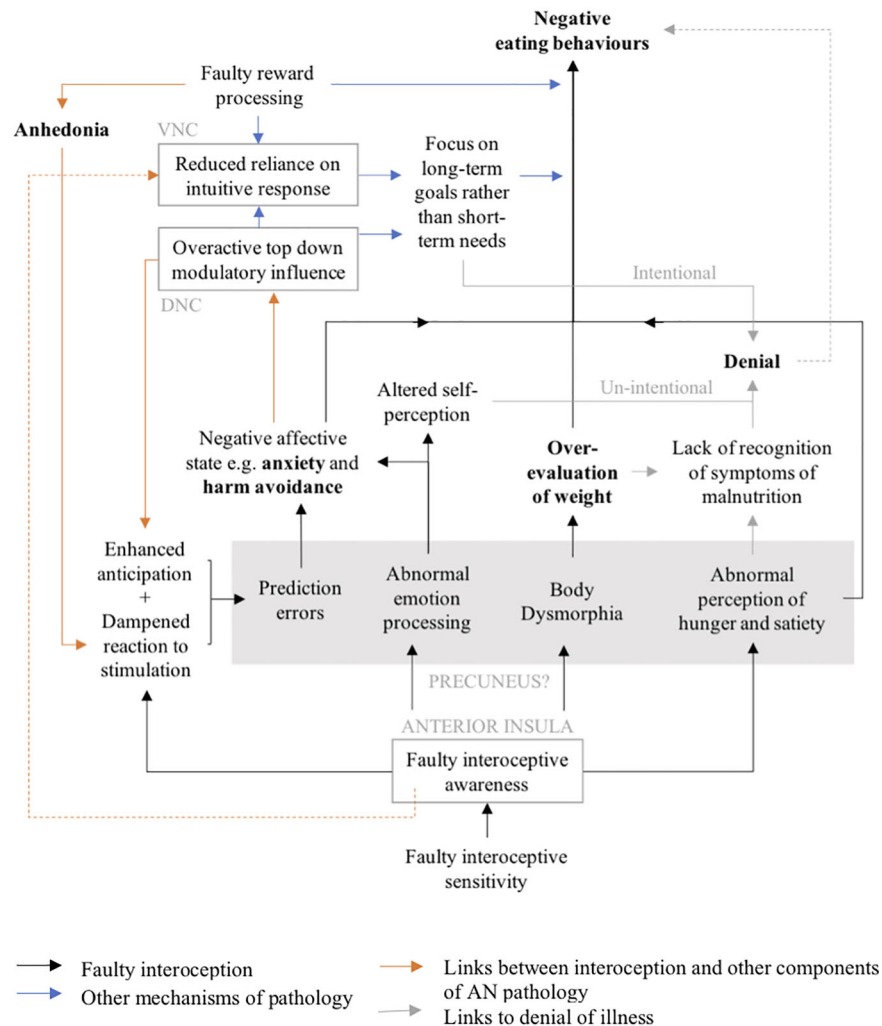 Negative
eating behaviours
Faulty reward
processing
Anhedonia
VNC
Reduced reliance on
intuitive response
Focus on
long-term
goals rather
than short-
term needs
Overactive top down
modulatory influence
DNC
Intentional
Denial
Altered self-
perception
Un-intentional
Negative affective
state e.g. anxiety and
harm avoidance
Over-
evaluation
of weight
Lack of recognition
of symptoms of
malnutrition
Enhanced
anticipation
+
Dampened
reaction to
stimulation
Prediction
errors
Abnormal
emotion
processing
Body
Dysmorphia
Abnormal
perception of
hunger and satiety
PRECUNEUS?
ANTERIOR INSULA
Faulty interoceptive
awareness
Faulty interoceptive
sensitivity
Faulty interoception
Other mechanisms of pathology
Links between interoception and other components
of AN pathology
Links to denial of illness